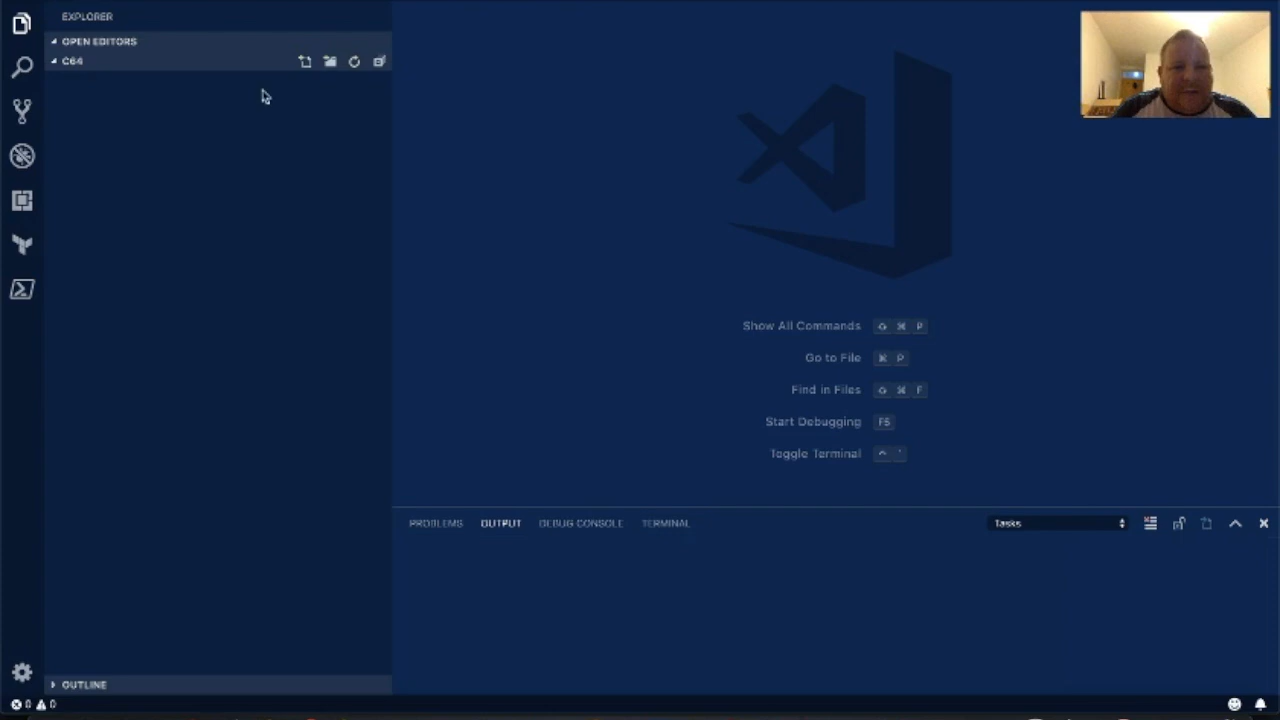 EXPLORER
OPEN EDITORS
C64
Show All Commands ⇧ ⌘ P
Go to File ⌘ P
Find in Files ⇧ ⌘ F
Start Debugging F5
Toggle Terminal ^ `
PROBLEMS OUTPUT DEBUG CONSOLE TERMINAL Tasks
OUTLINE
0 0